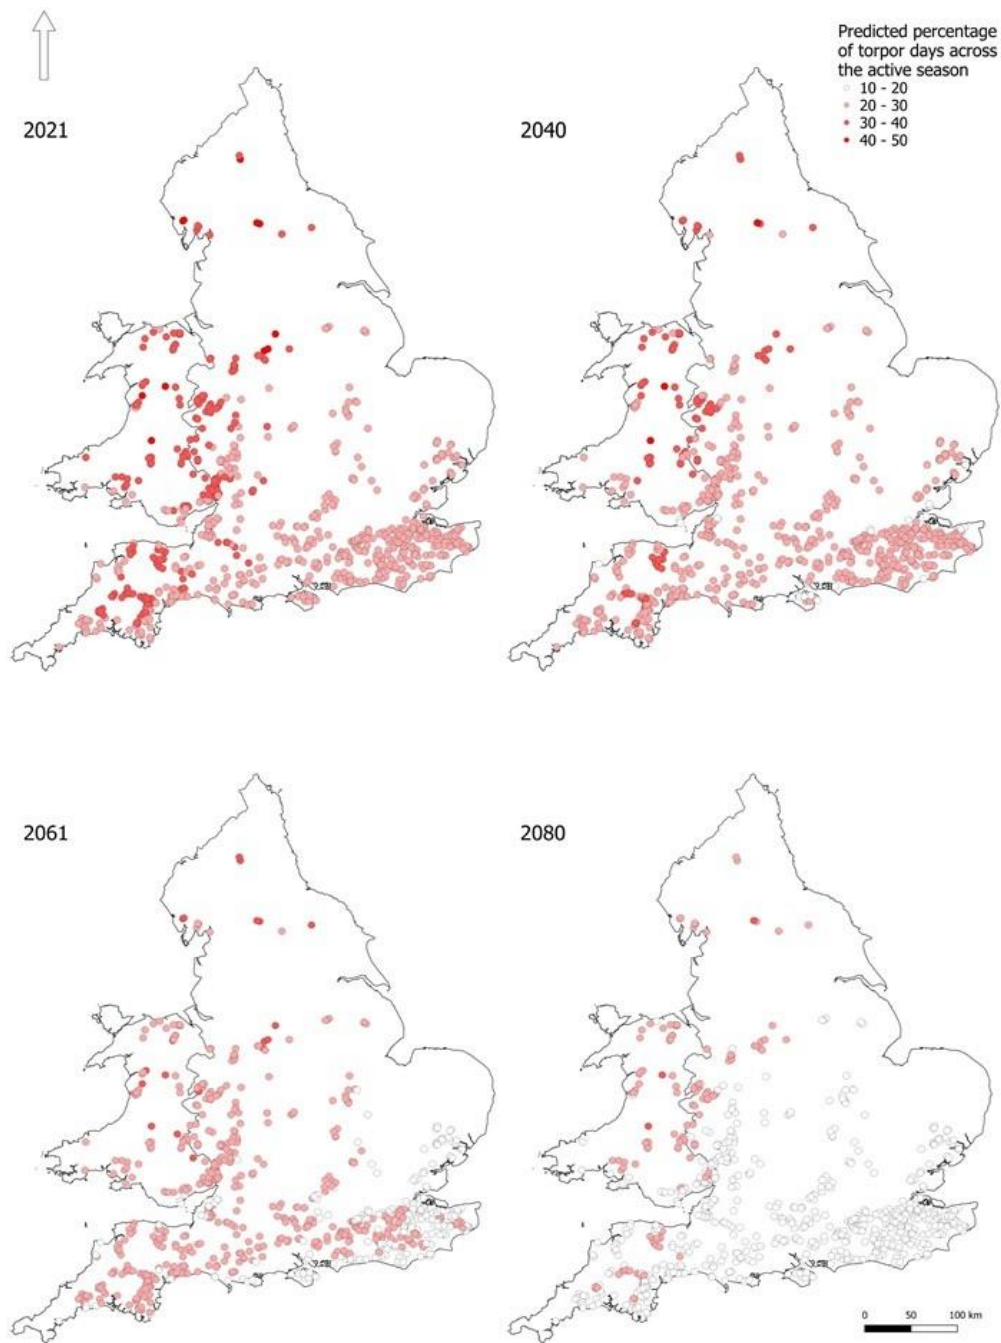 Predicted percentage
of torpor days across
the active season
10 - 20
20 - 30
30 - 40
40 - 50
2021
2040
2061
2080
0 50 100 km